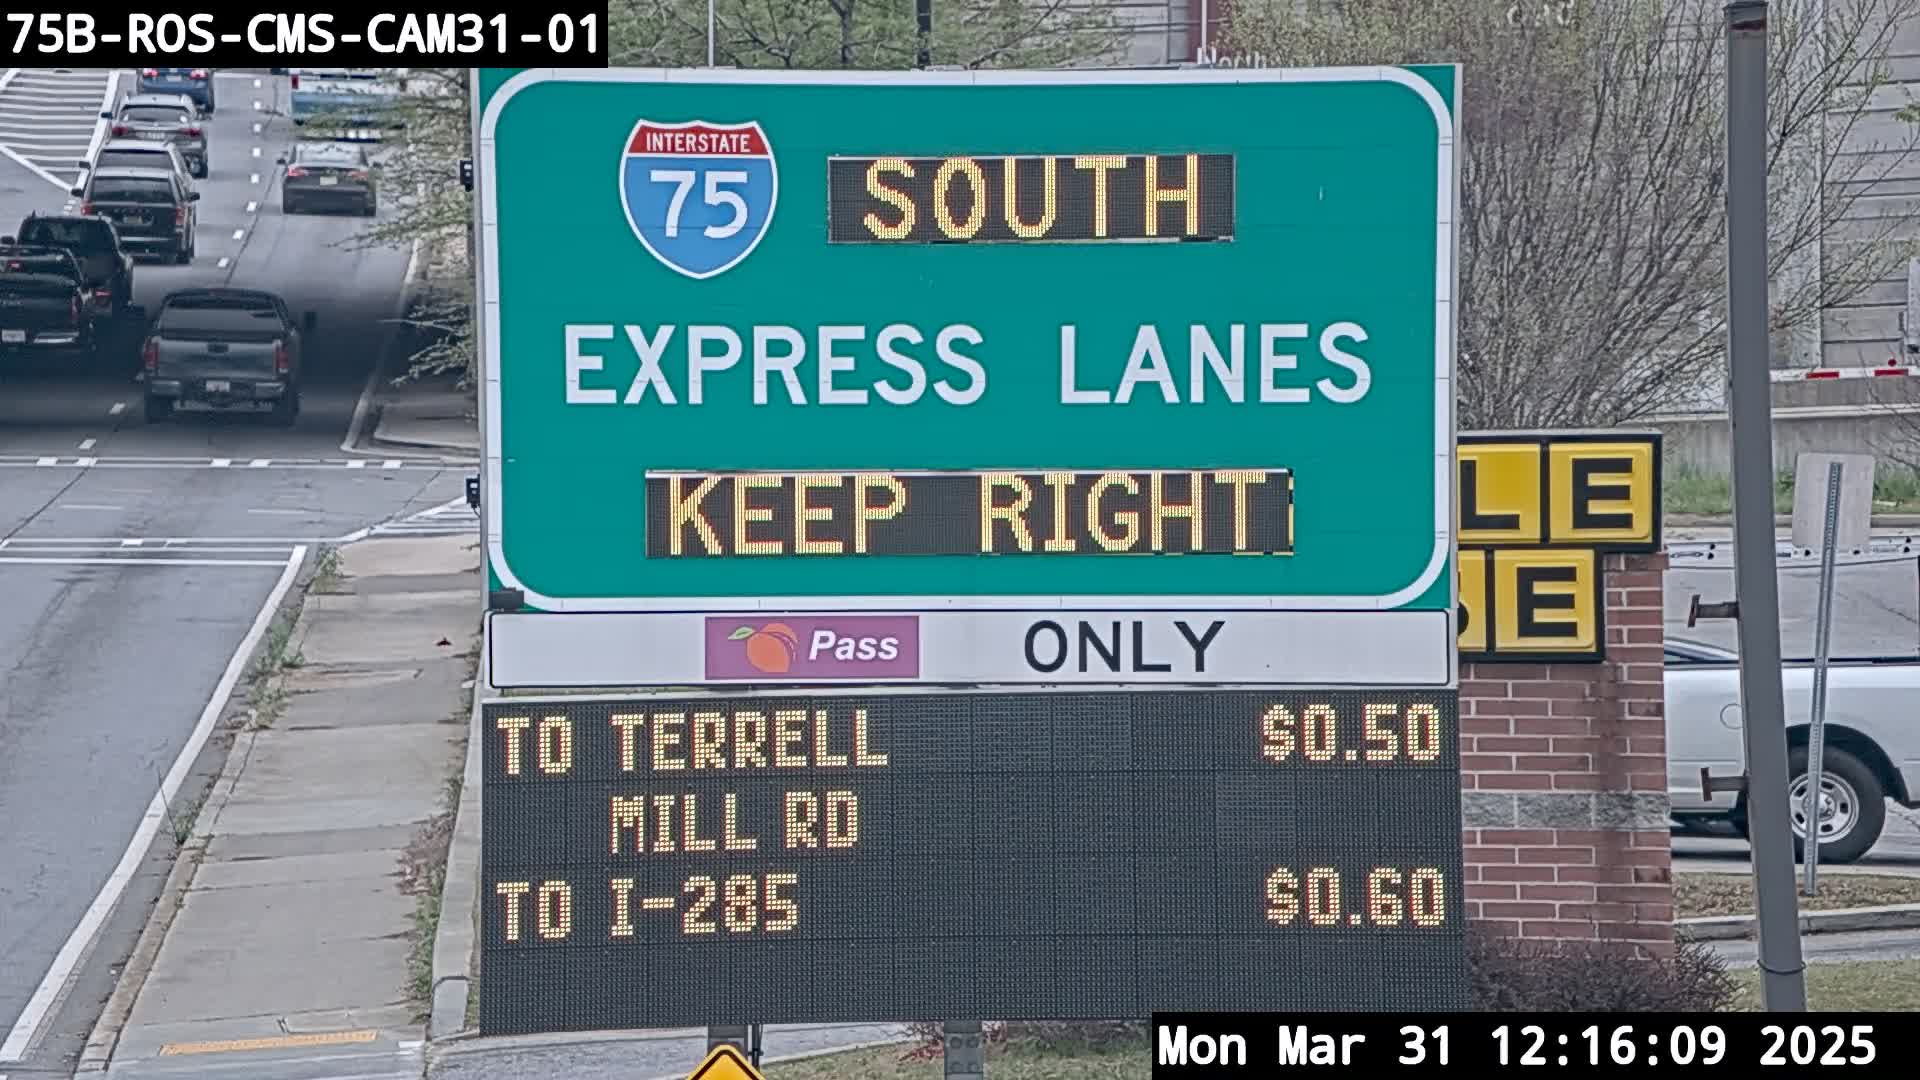 75B-ROS-CMS-CAM31-01
INTERSTATE
75
SOUTH
EXPRESS LANES
KEEP RIGHT
Pass ONLY
TO TERRELL $0.50
MILL RD
TO I-285 $0.60
LE
E
Mon Mar 31 12:16:09 2025